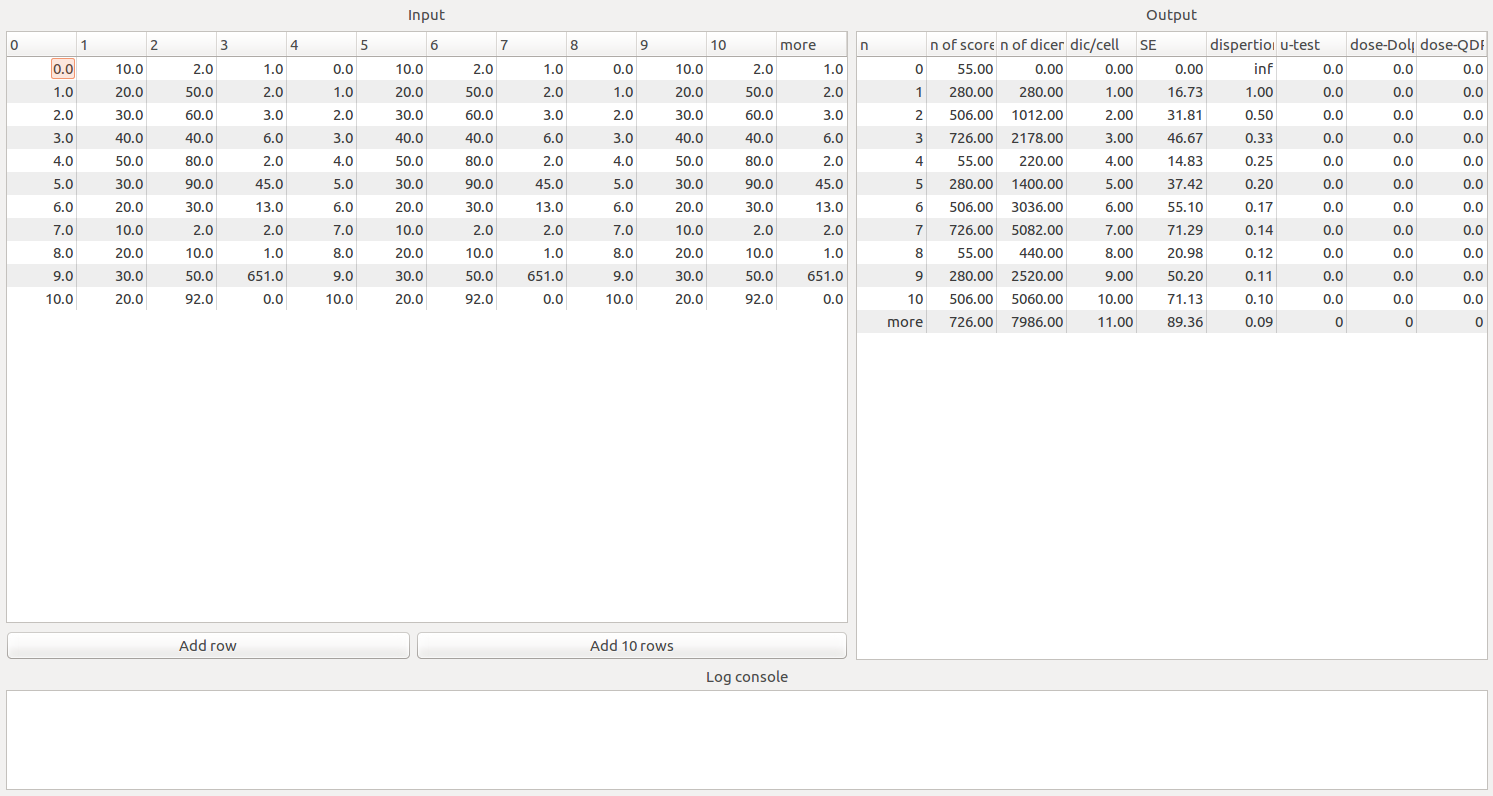 Input
0 1 2 3 4 5 6 7 8 9 10 more
0.0 10.0 2.0 1.0 0.0 10.0 2.0 1.0 0.0 10.0 2.0 1.0
1.0 20.0 50.0 2.0 1.0 20.0 50.0 2.0 1.0 20.0 50.0 2.0
2.0 30.0 60.0 3.0 2.0 30.0 60.0 3.0 2.0 30.0 60.0 3.0
3.0 40.0 40.0 6.0 3.0 40.0 40.0 6.0 3.0 40.0 40.0 6.0
4.0 50.0 80.0 2.0 4.0 50.0 80.0 2.0 4.0 50.0 80.0 2.0
5.0 30.0 90.0 45.0 5.0 30.0 90.0 45.0 5.0 30.0 90.0 45.0
6.0 20.0 30.0 13.0 6.0 20.0 30.0 13.0 6.0 20.0 30.0 13.0
7.0 10.0 2.0 2.0 7.0 10.0 2.0 2.0 7.0 10.0 2.0 2.0
8.0 20.0 10.0 1.0 8.0 20.0 10.0 1.0 8.0 20.0 10.0 1.0
9.0 30.0 50.0 651.0 9.0 30.0 50.0 651.0 9.0 30.0 50.0 651.0
10.0 20.0 92.0 0.0 10.0 20.0 92.0 0.0 10.0 20.0 92.0 0.0
Add row
Add 10 rows
Output
n n of score n of dicen dic/cell SE dispertion u-test dose-Dolp dose-QDR
0 55.00 0.00 0.00 0.00 inf 0.0 0.0 0.0
1 280.00 280.00 1.00 16.73 1.00 0.0 0.0 0.0
2 506.00 1012.00 2.00 31.81 0.50 0.0 0.0 0.0
3 726.00 2178.00 3.00 46.67 0.33 0.0 0.0 0.0
4 55.00 220.00 4.00 14.83 0.25 0.0 0.0 0.0
5 280.00 1400.00 5.00 37.42 0.20 0.0 0.0 0.0
6 506.00 3036.00 6.00 55.10 0.17 0.0 0.0 0.0
7 726.00 5082.00 7.00 71.29 0.14 0.0 0.0 0.0
8 55.00 440.00 8.00 20.98 0.12 0.0 0.0 0.0
9 280.00 2520.00 9.00 50.20 0.11 0.0 0.0 0.0
10 506.00 5060.00 10.00 71.13 0.10 0.0 0.0 0.0
more 726.00 7986.00 11.00 89.36 0.09 0 0 0
Log console